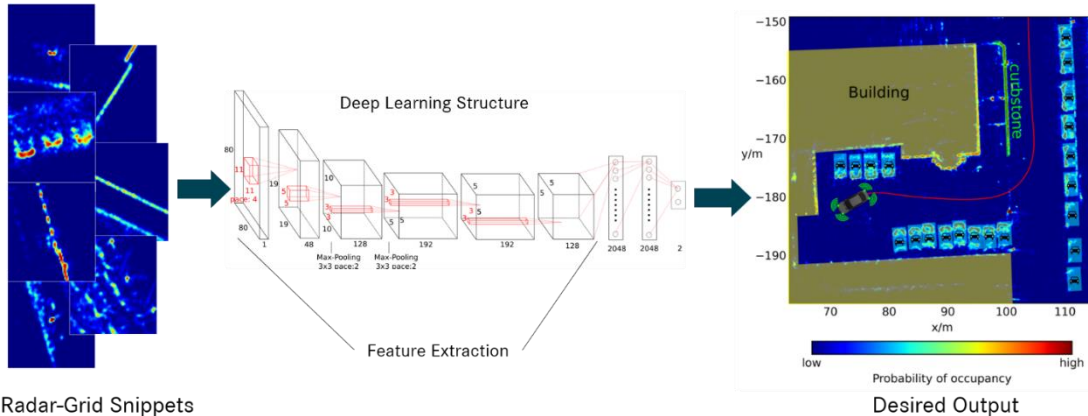 Deep Learning Structure
80
11
11
pace: 4
80
1
19
19
5
5
48
10
10
3
3
128
Max-Pooling
3x3 pace:2
3
3
5
5
192
Max-Pooling
3x3 pace:2
5
5
3
3
192
5
5
128
2048
2048
2
Feature Extraction
Radar-Grid Snippets
−150
−160
−170
y/m
−180
−190
Building
curbstone
70
80
90
100
110
x/m
low
high
Probability of occupancy
Desired Output